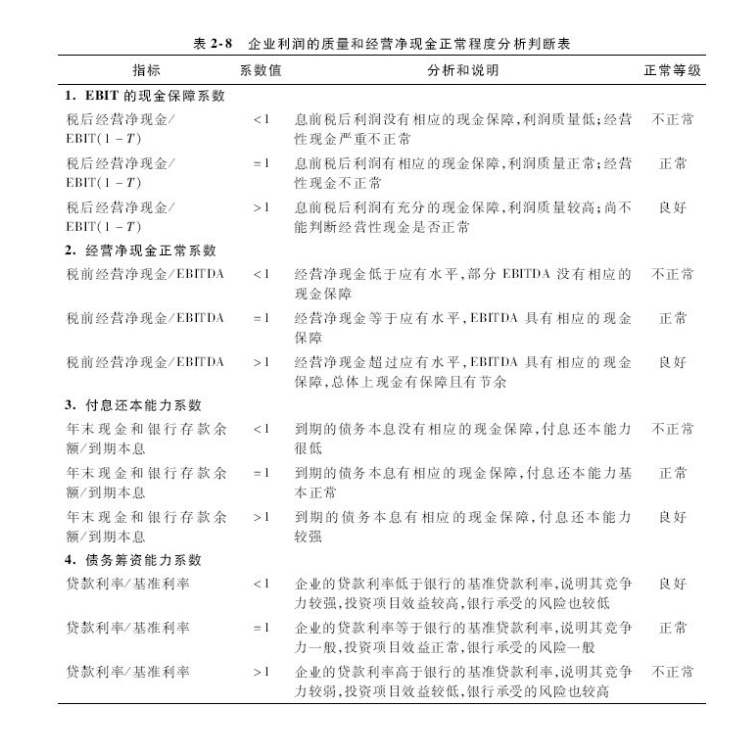 表 2-8 企业利润的质量和经营净现金正常程度分析判断表
指标 系数值 分析和说明 正常等级
1. EBIT 的现金保障系数
税后经营净现金/ <1 息前税后利润没有相应的现金保障,利润质量低;经营 不正常
EBIT(1 - T) 性现金严重不正常
税后经营净现金/ =1 息前税后利润有相应的现金保障,利润质量正常;经营 正常
EBIT(1 - T) 性现金不正常
税后经营净现金/ >1 息前税后利润有充分的现金保障,利润质量较高;尚不 良好
EBIT(1 - T) 能判断经营性现金是否正常
2. 经营净现金正常系数
税前经营净现金/EBITDA <1 经营净现金低于应有水平,部分 EBITDA 没有相应的 不正常
现金保障
税前经营净现金/EBITDA =1 经营净现金等于应有水平,EBITDA 具有相应的现金 正常
保障
税前经营净现金/EBITDA >1 经营净现金超过应有水平,EBITDA 具有相应的现金 良好
保障,总体上现金有保障且有节余
3. 付息还本能力系数
年末现金和银行存款余 <1 到期的债务本息没有相应的现金保障,付息还本能力 不正常
额/到期本息 很低
年末现金和银行存款余 =1 到期的债务本息有相应的现金保障,付息还本能力基 正常
额/到期本息 本正常
年末现金和银行存款余 >1 到期的债务本息有相应的现金保障,付息还本能力 良好
额/到期本息 较强
4. 债务筹资能力系数
贷款利率/基准利率 <1 企业的贷款利率低于银行的基准贷款利率,说明其竞争 良好
力较强,投资项目效益较高,银行承受的风险也较低
贷款利率/基准利率 =1 企业的贷款利率等于银行的基准贷款利率,说明其竞争 正常
力一般,投资项目效益正常,银行承受的风险一般
贷款利率/基准利率 >1 企业的贷款利率高于银行的基准贷款利率,说明其竞争 不正常
力较弱,投资项目效益较低,银行承受的风险也较高